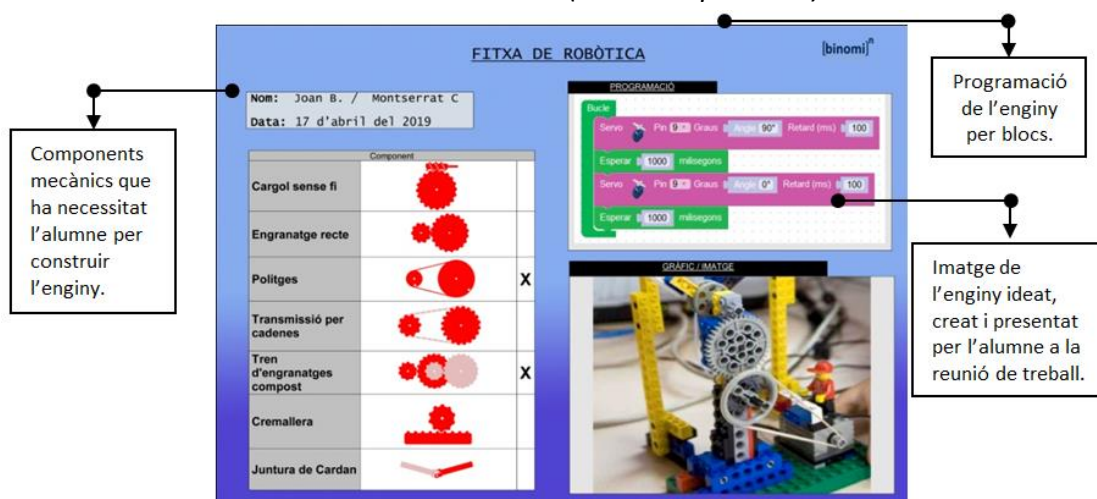 FITXA DE ROBÒTICA
[binomi]ⁿ
Nom: Joan B. / Montserrat C
Data: 17 d'abril del 2019
Component
Cargol sense fi
Engranatge recte
Politges
X
Transmissió per
cadenes
Tren
d'engranatges
compost
X
Cremallera
Juntura de Cardan
PROGRAMACIÓ
Bucle
Servo Pin 9 Graus Angle 90° Retard (ms) 100
Esperar 1000 milisegons
Servo Pin 9 Graus Angle 0° Retard (ms) 100
Esperar 1000 milisegons
GRÀFIC / IMATGE
Components
mecànics que
ha necessitat
l'alumne per
construir
l'enginy.
Programació
de l'enginy
per blocs.
Imatge de
l'enginy ideat,
creat i presentat
per l'alumne a la
reunió de treball.